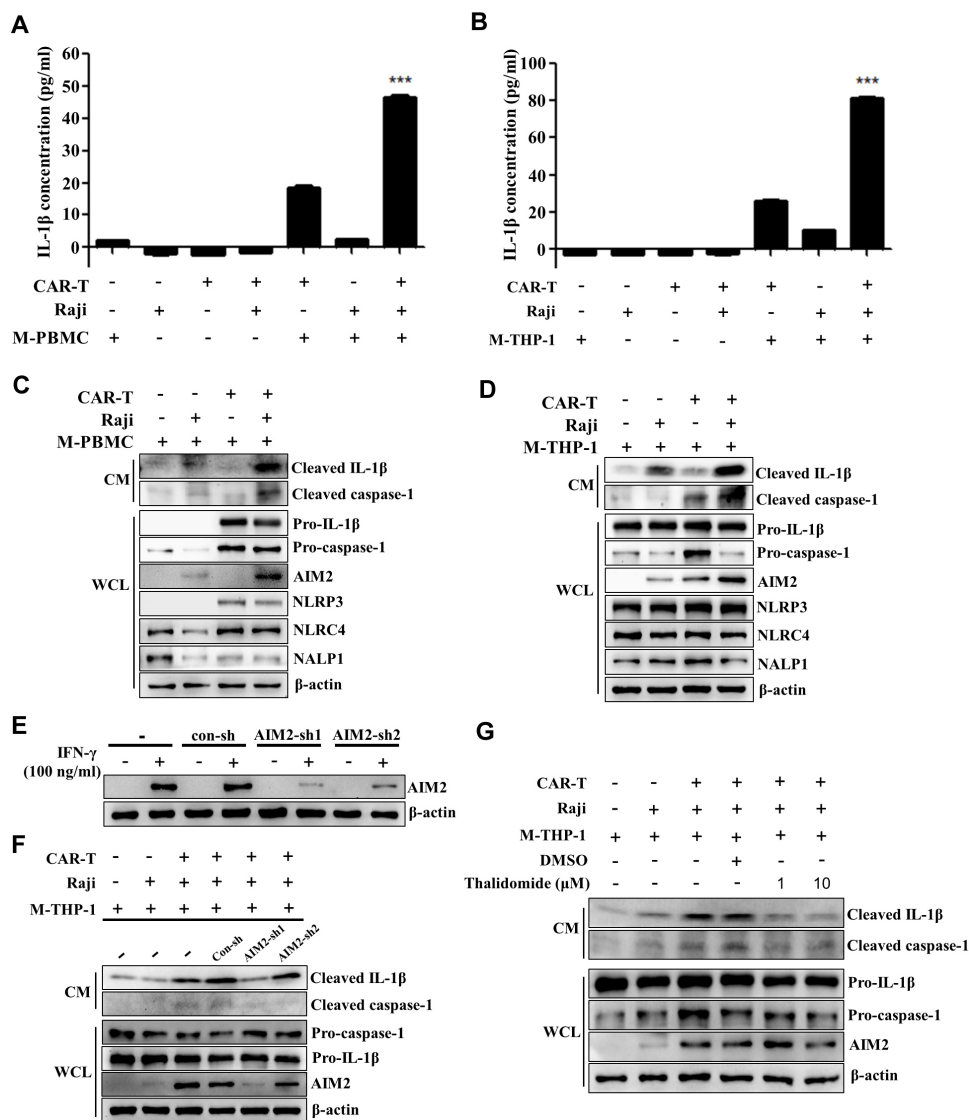 A
IL-1β concentration (pg/ml)
60
50
40
30
20
10
0
***
CAR-T - - + + + - +
Raji - + - + - + +
M-PBMC + - - - + + +
B
IL-1β concentration (pg/ml)
100
80
60
40
20
0
***
CAR-T - - + + + - +
Raji - + - + - + +
M-THP-1 + - - - + + +
C
CAR-T - - + +
Raji - + - +
M-PBMC + + + +
CM
Cleaved IL-1β
Cleaved caspase-1
WCL
Pro-IL-1β
Pro-caspase-1
AIM2
NLRP3
NLRC4
NALP1
β-actin
D
CAR-T - - + +
Raji - + - +
M-THP-1 + + + +
CM
Cleaved IL-1β
Cleaved caspase-1
WCL
Pro-IL-1β
Pro-caspase-1
AIM2
NLRP3
NLRC4
NALP1
β-actin
E
- con-sh AIM2-sh1 AIM2-sh2
IFN-γ - + - + - + - +
(100 ng/ml)
AIM2
β-actin
F
CAR-T - - + + + +
Raji - + + + + +
M-THP-1 + + + + + +
- - - Con-sh AIM2-sh1 AIM2-sh2
CM
Cleaved IL-1β
Cleaved caspase-1
WCL
Pro-caspase-1
Pro-IL-1β
AIM2
β-actin
G
CAR-T - - + + + +
Raji - + + + + +
M-THP-1 + + + + + +
DMSO - - - + - -
Thalidomide (μM) - - - - 1 10
CM
Cleaved IL-1β
Cleaved caspase-1
WCL
Pro-IL-1β
Pro-caspase-1
AIM2
β-actin